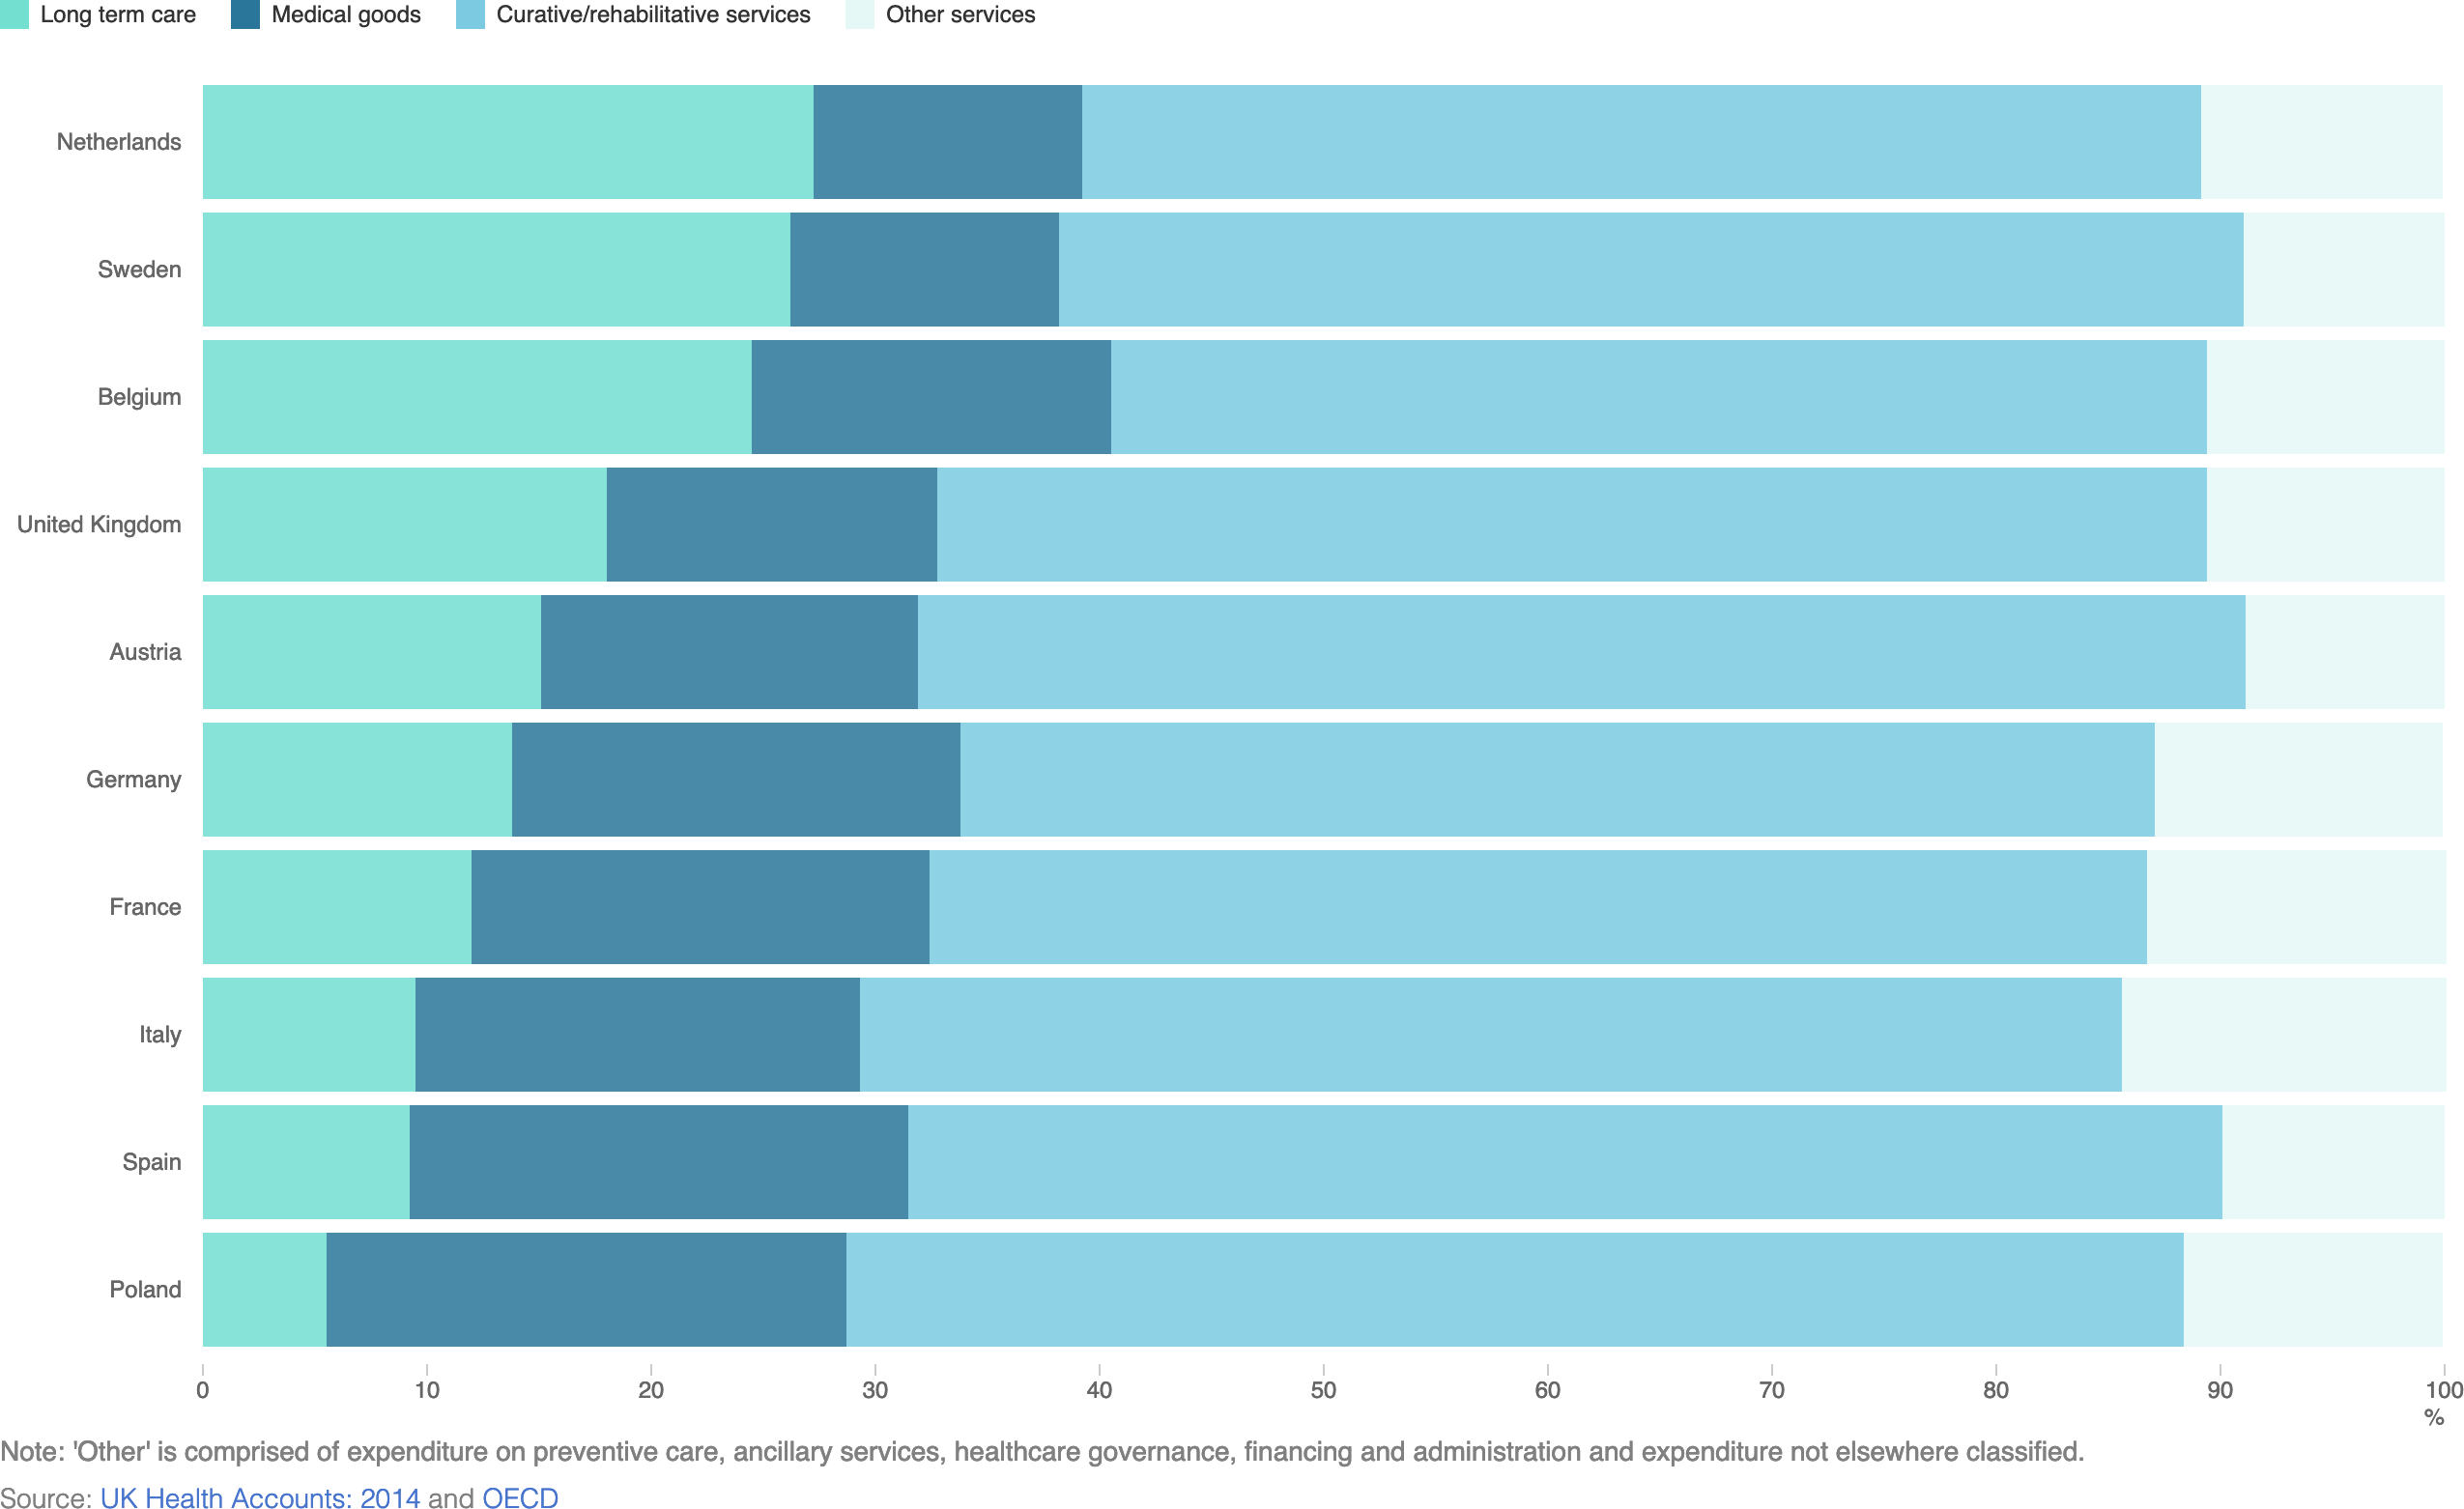 Long term care Medical goods Curative/rehabilitative services Other services
Netherlands
Sweden
Belgium
United Kingdom
Austria
Germany
France
Italy
Spain
Poland
0 10 20 30 40 50 60 70 80 90 100
%
Note: 'Other' is comprised of expenditure on preventive care, ancillary services, healthcare governance, financing and administration and expenditure not elsewhere classified.
Source: UK Health Accounts: 2014 and OECD